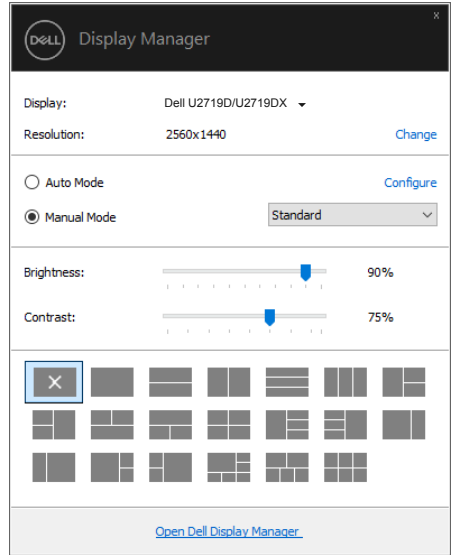 x
DELL Display Manager
Display: Dell U2719D/U2719DX
Resolution: 2560x1440 Change
Auto Mode Configure
Manual Mode Standard
Brightness: 90%
Contrast: 75%
Open Dell Display Manager